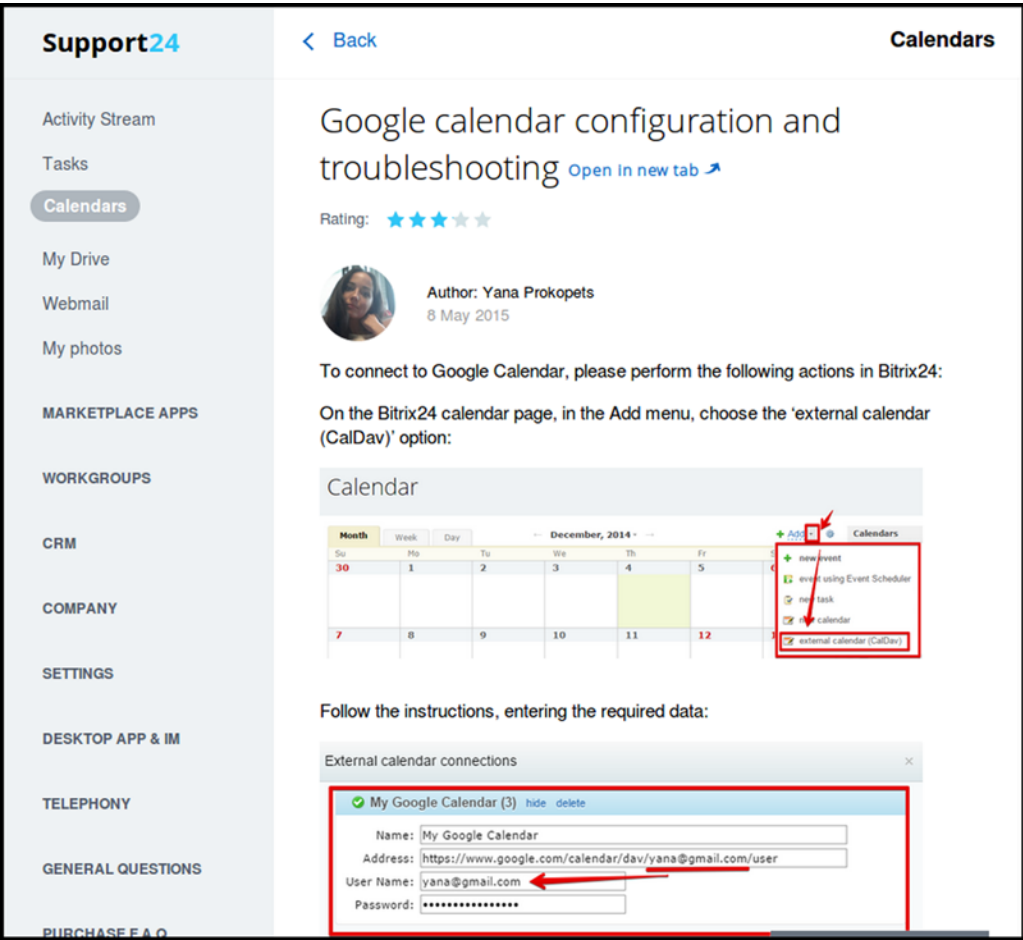 Support24
Back
Calendars
Activity Stream
Tasks
Calendars
My Drive
Webmail
My photos
MARKETPLACE APPS
WORKGROUPS
CRM
COMPANY
SETTINGS
DESKTOP APP & IM
TELEPHONY
GENERAL QUESTIONS
PURCHASE F.A.Q.
Google calendar configuration and
troubleshooting Open in new tab
Rating:
Author: Yana Prokopets
8 May 2015
To connect to Google Calendar, please perform the following actions in Bitrix24:
On the Bitrix24 calendar page, in the Add menu, choose the ‘external calendar
(CalDav)’ option:
Calendar
Month Week Day December, 2014 Add Calendars
Su Mo Tu We Th Fr
30 1 2 3 4 5
7 8 9 10 11 12
new event
event using Event Scheduler
new task
calendar
external calendar (CalDav)
Follow the instructions, entering the required data:
External calendar connections
My Google Calendar (3) hide delete
Name: My Google Calendar
Address: https://www.google.com/calendar/dav/yana@gmail.com/user
User Name: yana@gmail.com
Password: ••••••••••••••••